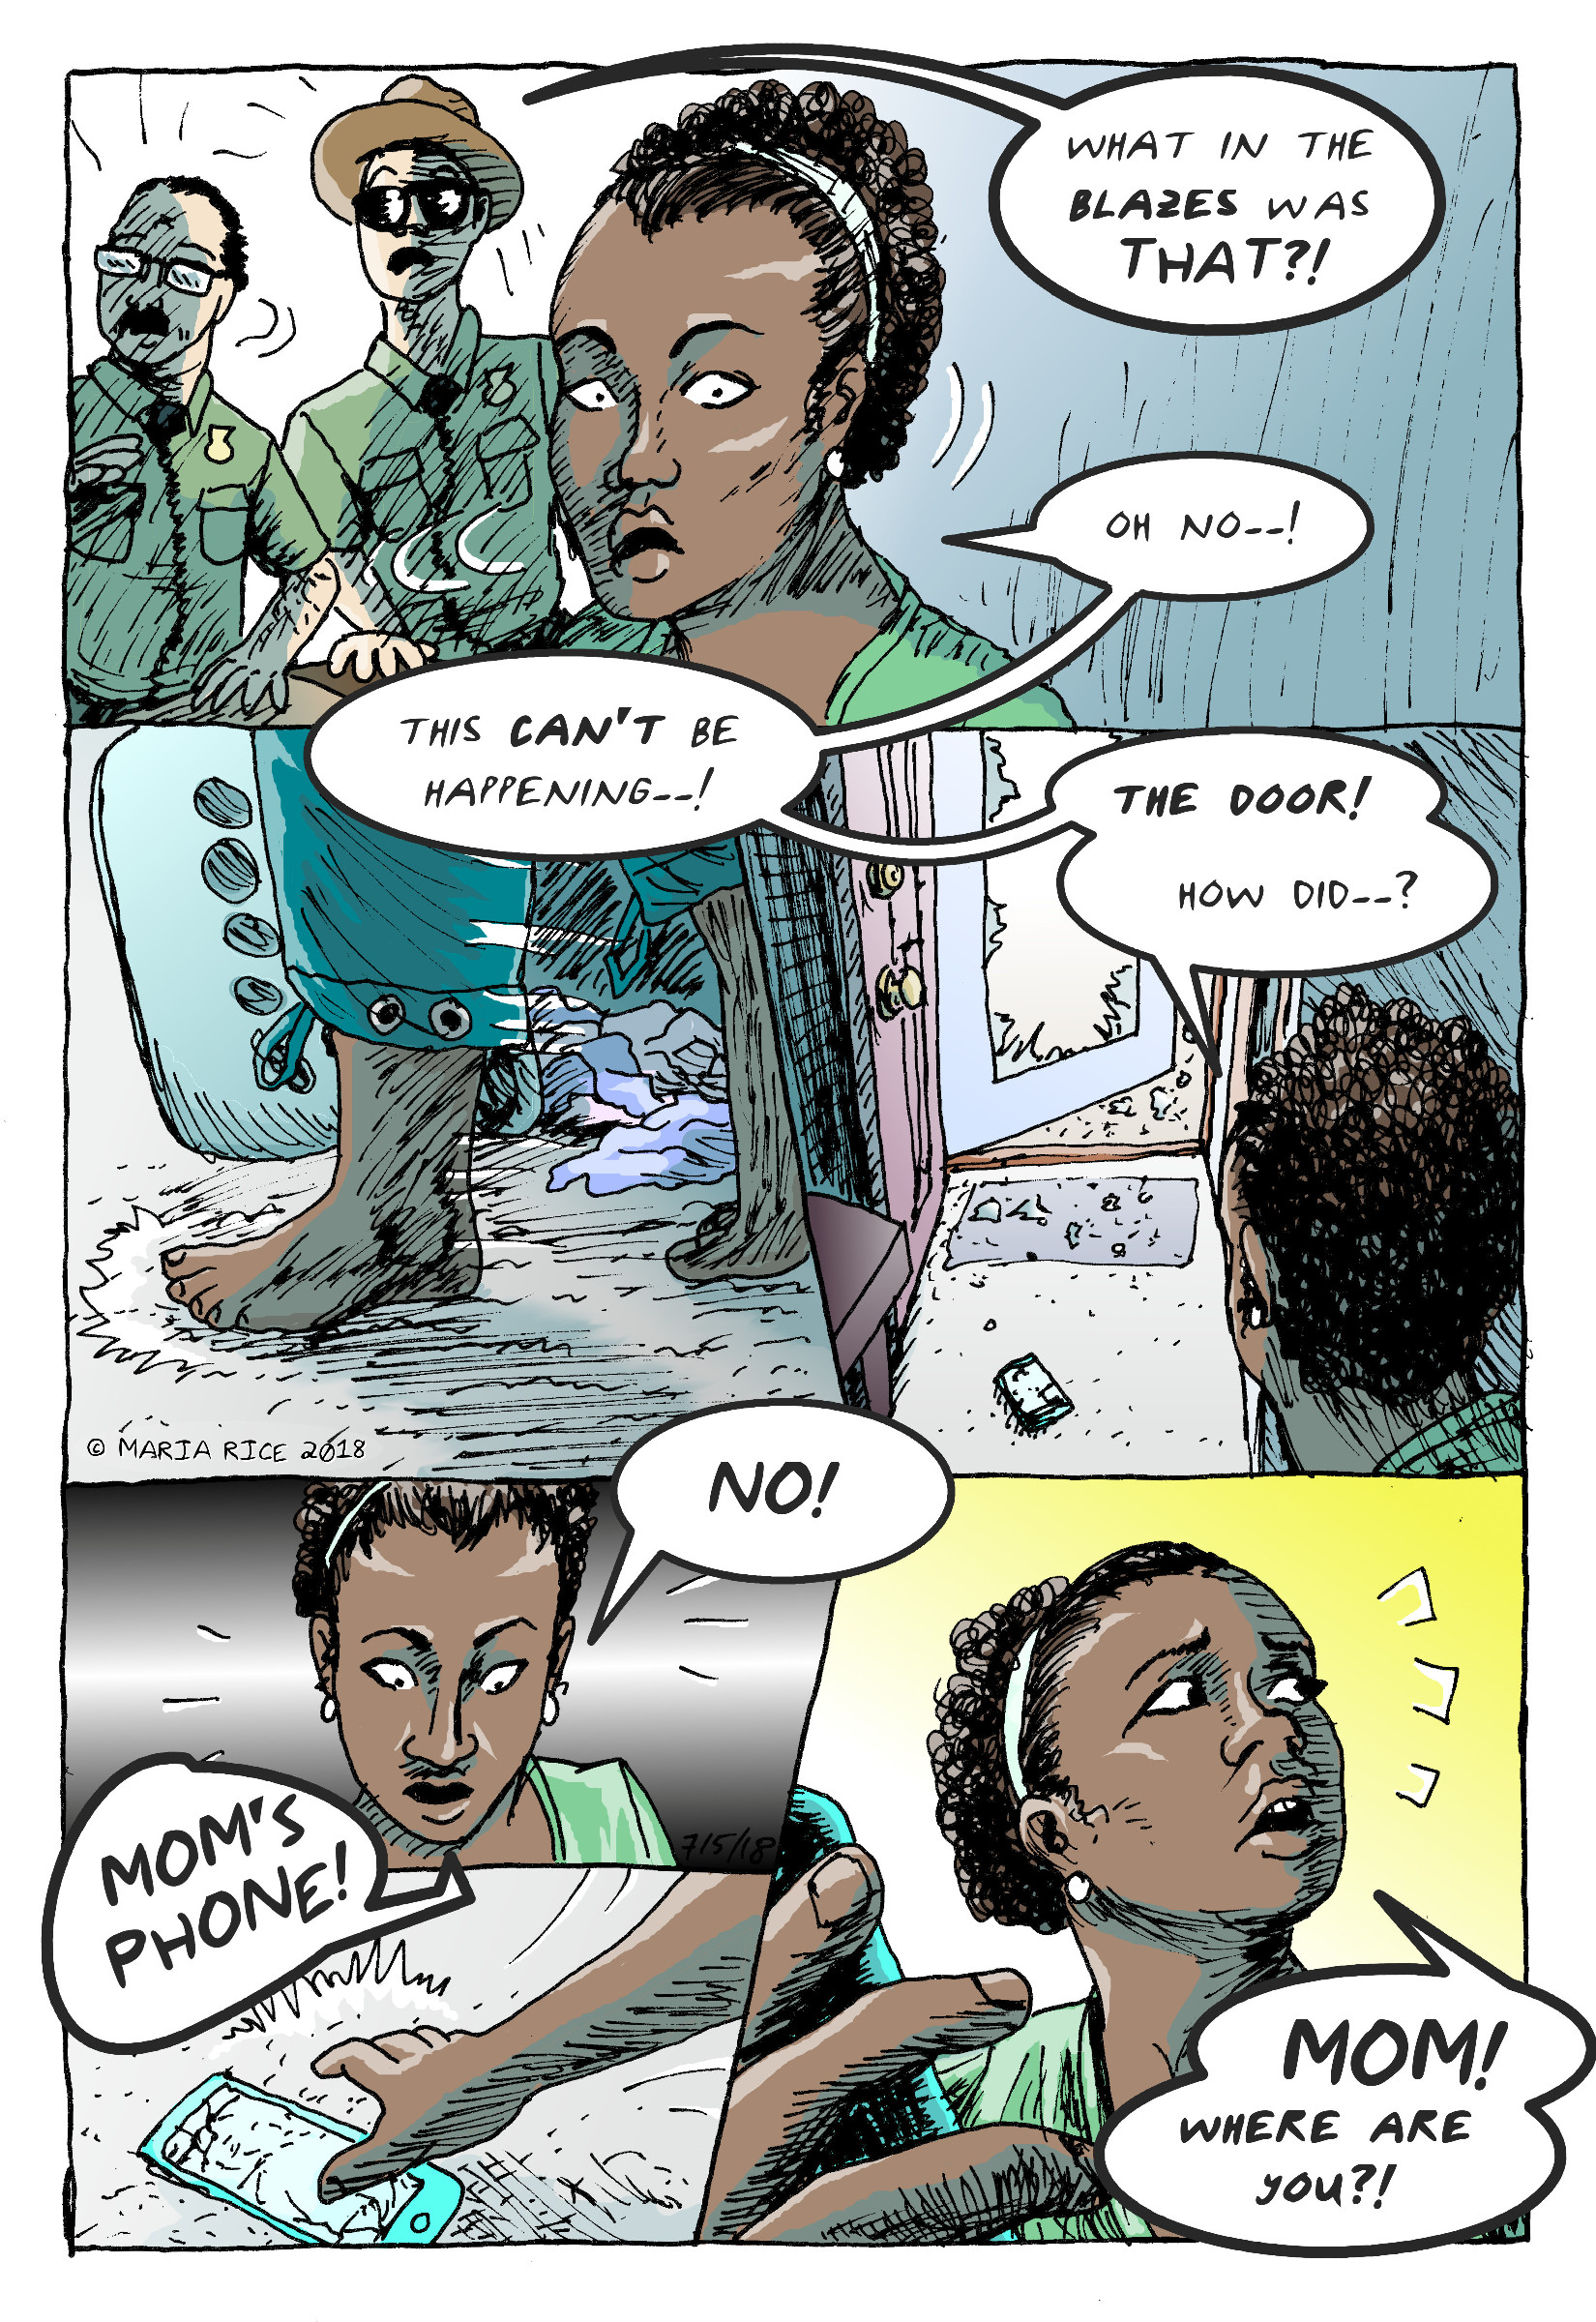 WHAT IN THE
BLAZES WAS
THAT?!
OH NO--!
THIS CAN'T BE
HAPPENING--!
THE DOOR!
HOW DID--?
© MARIA RICE 2018
NO!
MOM'S
PHONE!
7/5/18
MOM!
WHERE ARE
YOU?!